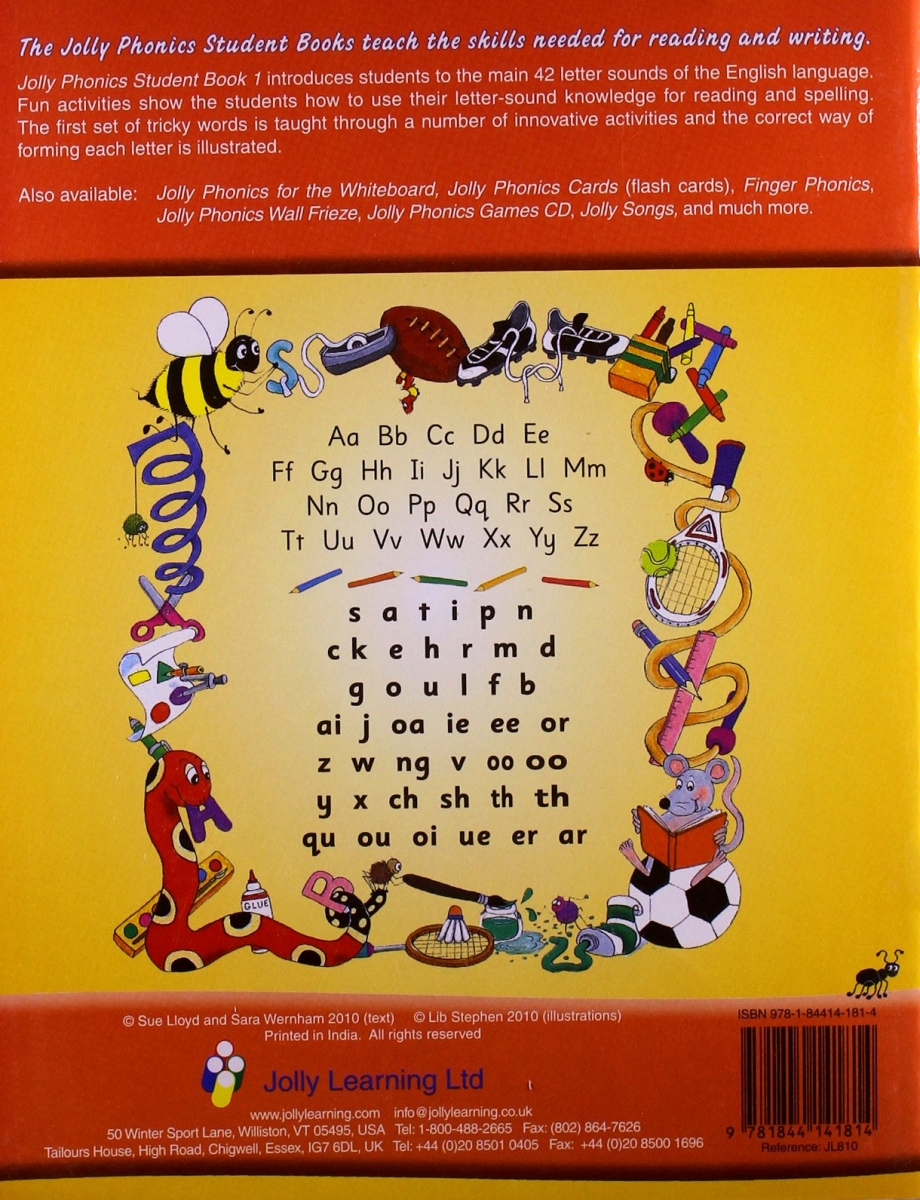 The Jolly Phonics Student Books teach the skills needed for reading and writing.
Jolly Phonics Student Book 1 introduces students to the main 42 letter sounds of the English language.
Fun activities show the students how to use their letter-sound knowledge for reading and spelling.
The first set of tricky words is taught through a number of innovative activities and the correct way of
forming each letter is illustrated.
Also available: Jolly Phonics for the Whiteboard, Jolly Phonics Cards (flash cards), Finger Phonics,
Jolly Phonics Wall Frieze, Jolly Phonics Games CD, Jolly Songs, and much more.
Aa Bb Cc Dd Ee
Ff Gg Hh Ii Jj Kk Ll Mm
Nn Oo Pp Qq Rr Ss
Tt Uu Vv Ww Xx Yy Zz
s a t i p n
ck e h r m d
g o u l f b
ai j oa ie ee or
z w ng v oo oo
y x ch sh th th
qu ou oi ue er ar
A
B
GLUE
© Sue Lloyd and Sara Wernham 2010 (text) © Lib Stephen 2010 (illustrations)
Printed in India. All rights reserved
Jolly Learning Ltd
www.jollylearning.com info@jollylearning.co.uk
50 Winter Sport Lane, Williston, VT 05495, USA Tel: 1-800-488-2665 Fax: (802) 864-7626
Tailours House, High Road, Chigwell, Essex, IG7 6DL, UK Tel: +44 (0)20 8501 0405 Fax: +44 (0)20 8500 1696
ISBN 978-1-84414-181-4
9 781844 141814
Reference: JL810